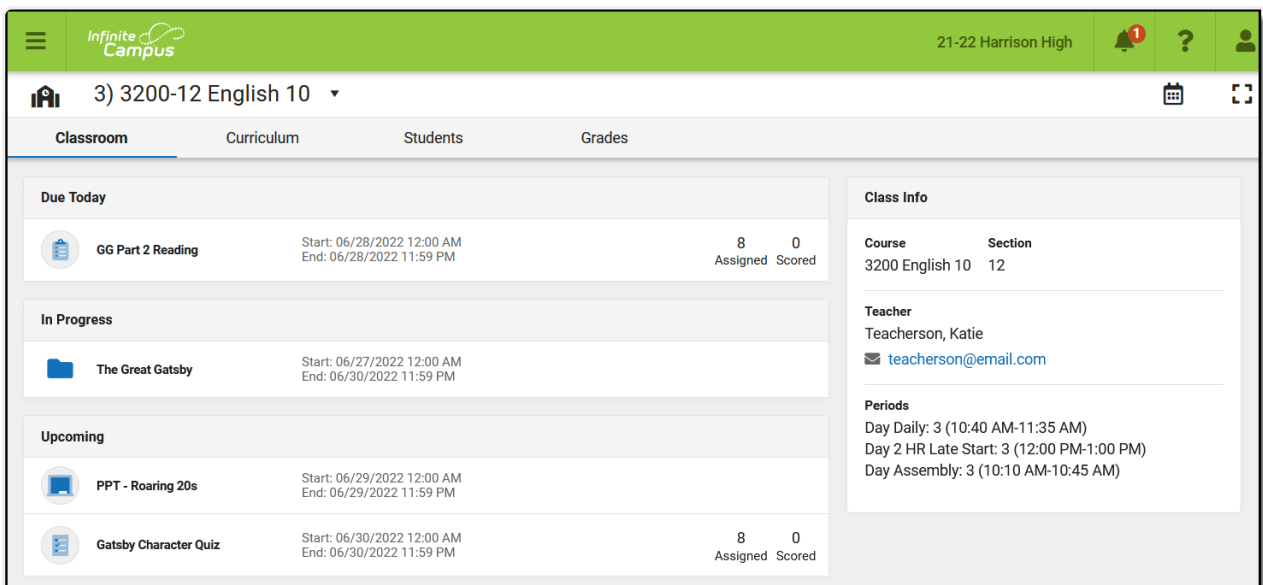 Infinite
Campus
21-22 Harrison High
1
?
3) 3200-12 English 10
Classroom
Curriculum
Students
Grades
Due Today
GG Part 2 Reading
Start: 06/28/2022 12:00 AM
End: 06/28/2022 11:59 PM
8 0
Assigned Scored
In Progress
The Great Gatsby
Start: 06/27/2022 12:00 AM
End: 06/30/2022 11:59 PM
Upcoming
PPT - Roaring 20s
Start: 06/29/2022 12:00 AM
End: 06/29/2022 11:59 PM
Gatsby Character Quiz
Start: 06/30/2022 12:00 AM
End: 06/30/2022 11:59 PM
8 0
Assigned Scored
Class Info
Course Section
3200 English 10 12
Teacher
Teacherson, Katie
teacherson@email.com
Periods
Day Daily: 3 (10:40 AM-11:35 AM)
Day 2 HR Late Start: 3 (12:00 PM-1:00 PM)
Day Assembly: 3 (10:10 AM-10:45 AM)